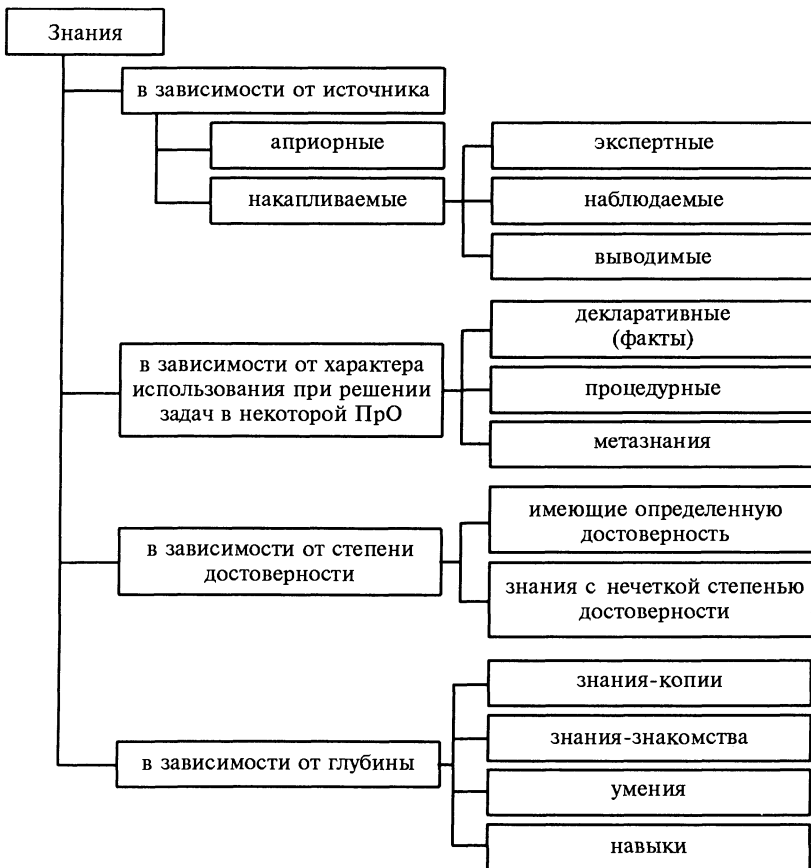 Знания
в зависимости от источника
априорные
накапливаемые
экспертные
наблюдаемые
выводимые
в зависимости от характера
использования при решении
задач в некоторой ПрО
декларативные
(факты)
процедурные
метазнания
в зависимости от степени
достоверности
имеющие определенную
достоверность
знания с нечеткой степенью
достоверности
в зависимости от глубины
знания-копии
знания-знакомства
умения
навыки